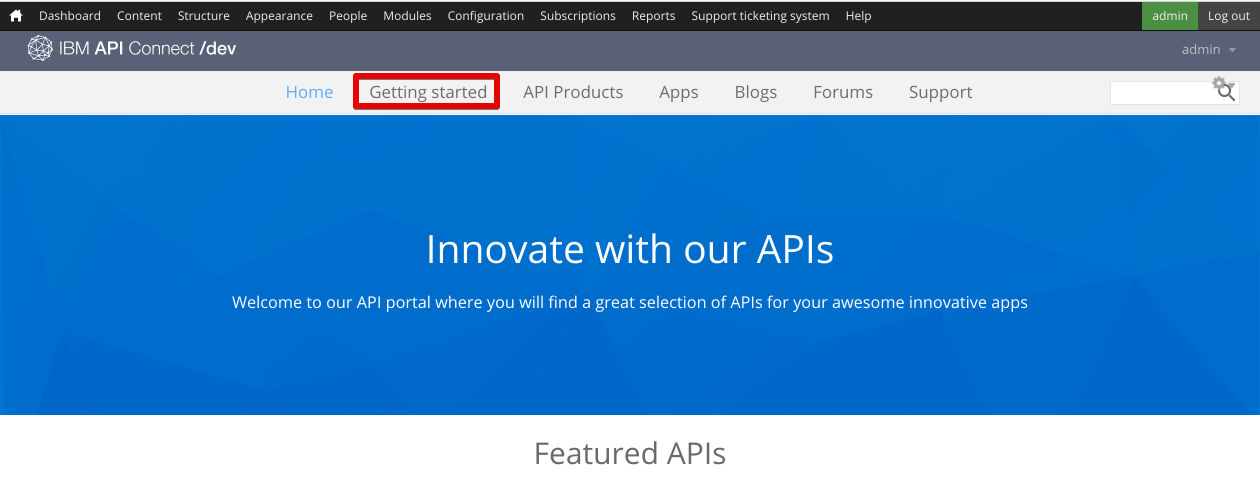 Dashboard Content Structure Appearance People Modules Configuration Subscriptions Reports Support ticketing system Help admin Log out
IBM API Connect /dev admin
Home Getting started API Products Apps Blogs Forums Support
Innovate with our APIs
Welcome to our API portal where you will find a great selection of APIs for your awesome innovative apps
Featured APIs